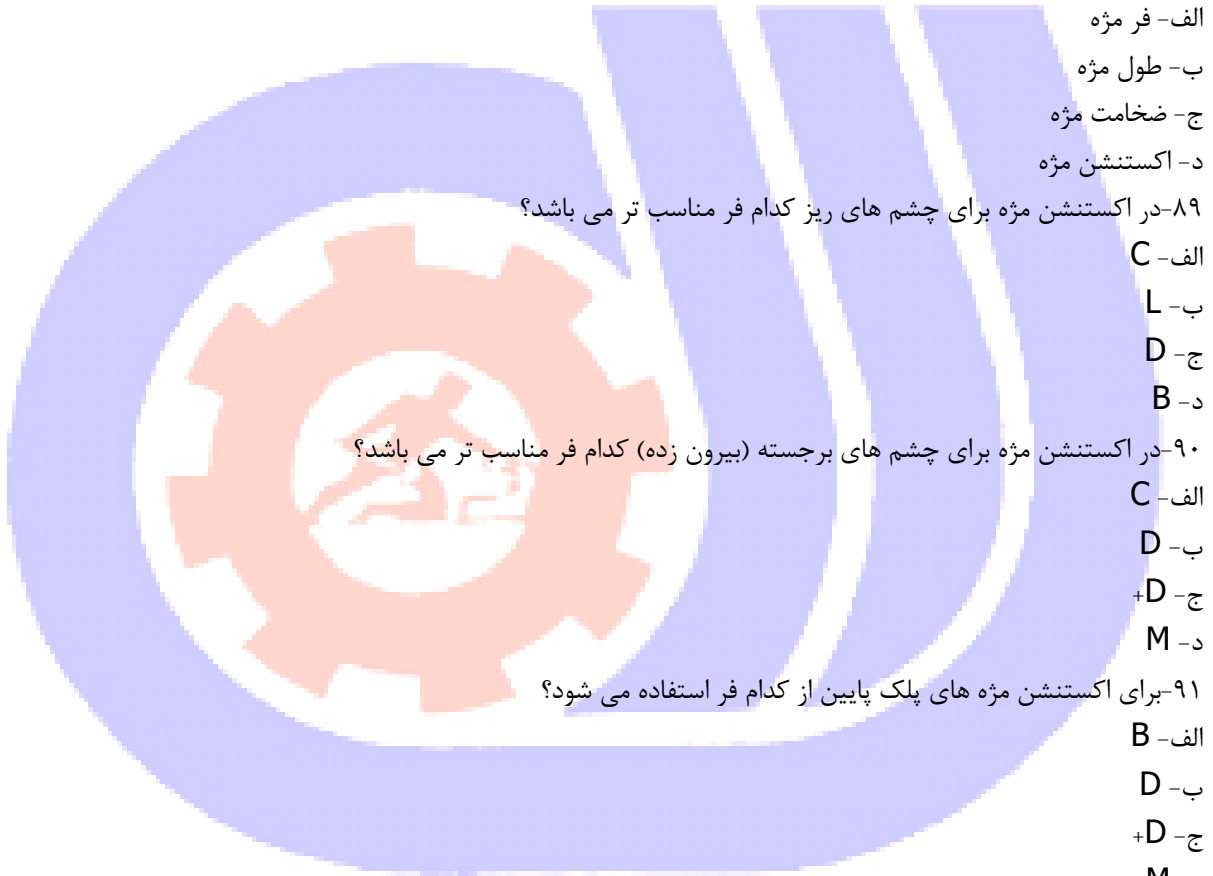 الف- فر مژه
ب- طول مژه
ج- ضخامت مژه
د- اکستنشن مژه
۸۹-در اکستنشن مژه برای چشم های ریز کدام فر مناسب تر می باشد؟
الف- C
ب- L
ج- D
د- B
۹۰-در اکستنشن مژه برای چشم های برجسته (بیرون زده) کدام فر مناسب تر می باشد؟
الف- C
ب- D
ج- D+
د- M
۹۱-برای اکستنشن مژه های پلک پایین از کدام فر استفاده می شود؟
الف- B
ب- D
ج- D+